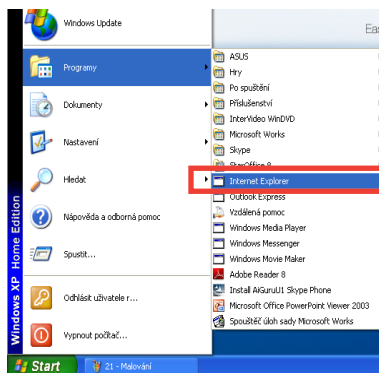 Windows Update
Eas
Programy
Dokumenty
Nastavení
Hledat
Nápověda a odborná pomoc
Spustit...
Odhlásit uživatele r...
Vypnout počítač...
Windows XP Home Edition
ASUS
Hry
Po spuštění
Příslušenství
InterVideo WinDVD
Microsoft Works
Skype
StarOffice 8
Internet Explorer
Outlook Express
Vzdálená pomoc
Windows Media Player
Windows Messenger
Windows Movie Maker
Adobe Reader 8
Install AiGuruU1 Skype Phone
Microsoft Office PowerPoint Viewer 2003
Spouštěč úloh sady Microsoft Works
Start
21 - Malování